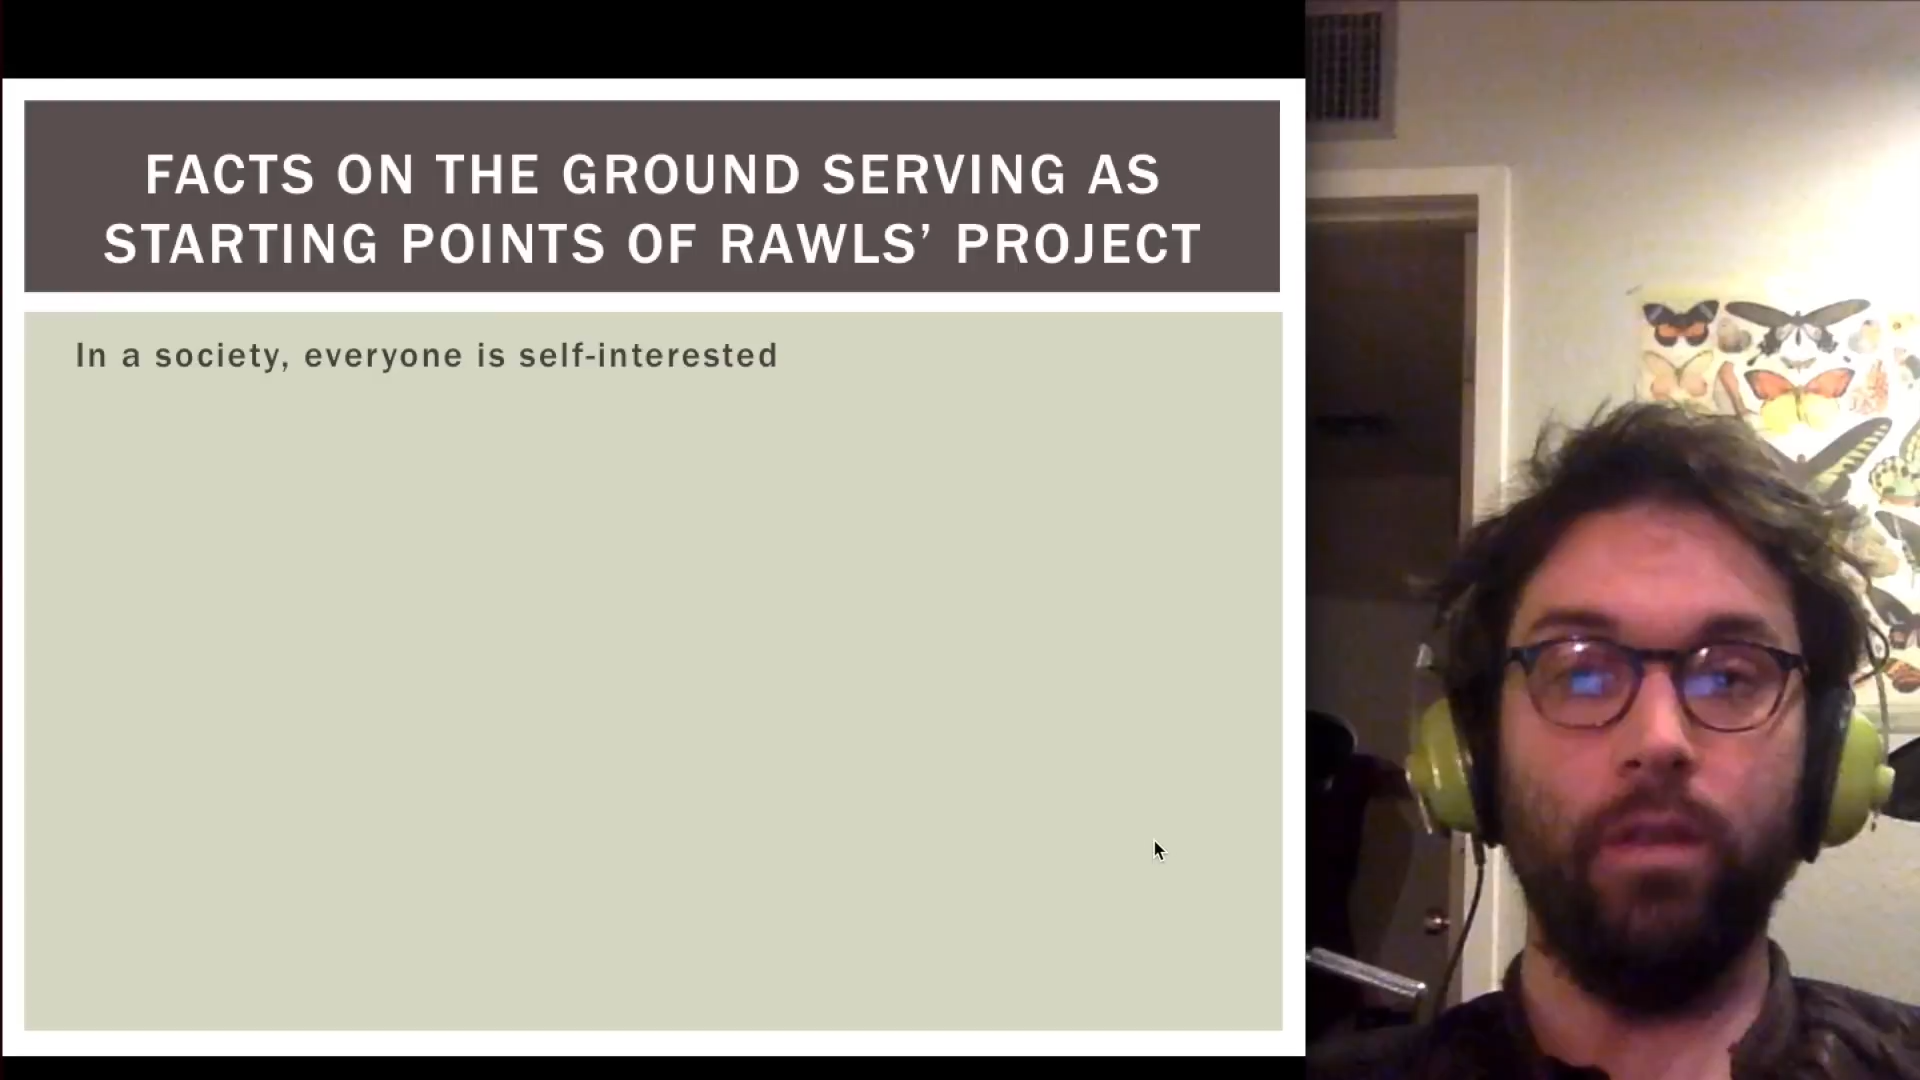 FACTS ON THE GROUND SERVING AS
STARTING POINTS OF RAWLS’ PROJECT
In a society, everyone is self-interested